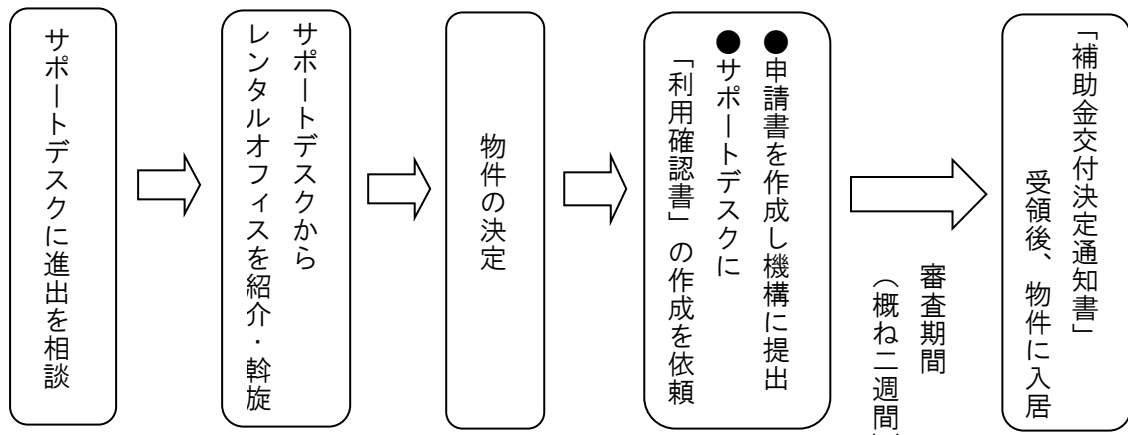 サポートデスクに進出を相談
サポートデスクから
レンタルオフィスを紹介・斡旋
物件の決定
●申請書を作成し機構に提出
●サポートデスクに
「利用確認書」の作成を依頼
審査期間
（概ね二週間）
「補助金交付決定通知書」
受領後、物件に入居